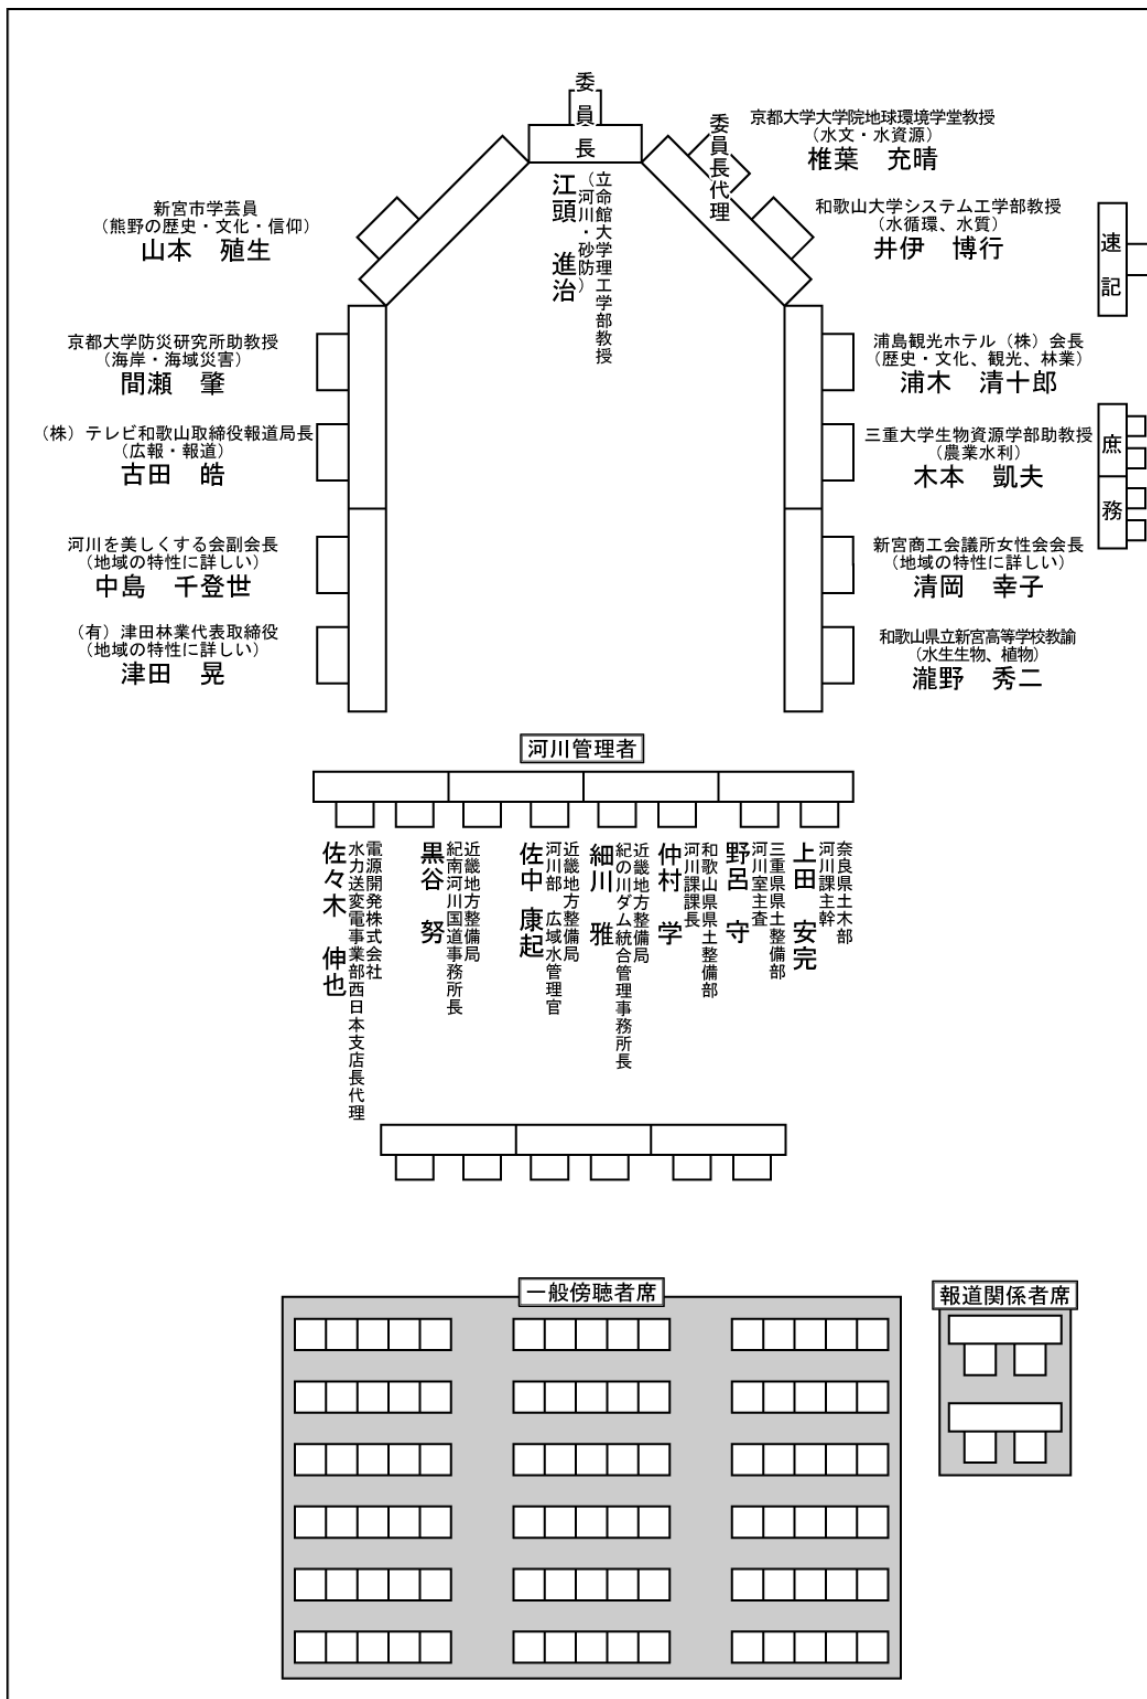 委員長
立命館大学理工学部教授
（河川・砂防）
江頭　進治
委員長代理
京都大学大学院地球環境学堂教授
（水文・水資源）
椎葉　充晴
和歌山大学システム工学部教授
（水循環、水質）
井伊　博行
新宮市学芸員
（熊野の歴史・文化・信仰）
山本　殖生
速記
京都大学防災研究所助教授
（海岸・海域災害）
間瀬　肇
浦島観光ホテル（株）会長
（歴史・文化、観光、林業）
浦木　清十郎
（株）テレビ和歌山取締役報道局長
（広報・報道）
古田　皓
三重大学生物資源学部助教授
（農業水利）
木本　凱夫
庶務
河川を美しくする会副会長
（地域の特性に詳しい）
中島　千登世
新宮商工会議所女性会会長
（地域の特性に詳しい）
清岡　幸子
（有）津田林業代表取締役
（地域の特性に詳しい）
津田　晃
和歌山県立新宮高等学校教諭
（水生生物、植物）
瀧野　秀二
河川管理者
電源開発株式会社
水力送変電事業部西日本支店長代理
佐々木　伸也
近畿地方整備局
紀南河川国道事務所長
黒谷　努
近畿地方整備局
河川部　広域水管理官
佐中　康起
近畿地方整備局
紀の川ダム統合管理事務所長
細川　雅
和歌山県県土整備部
河川課課長
仲村　学
三重県県土整備部
河川室主査
野呂　守
奈良県土木部
河川課主幹
上田　安完
一般傍聴者席
報道関係者席